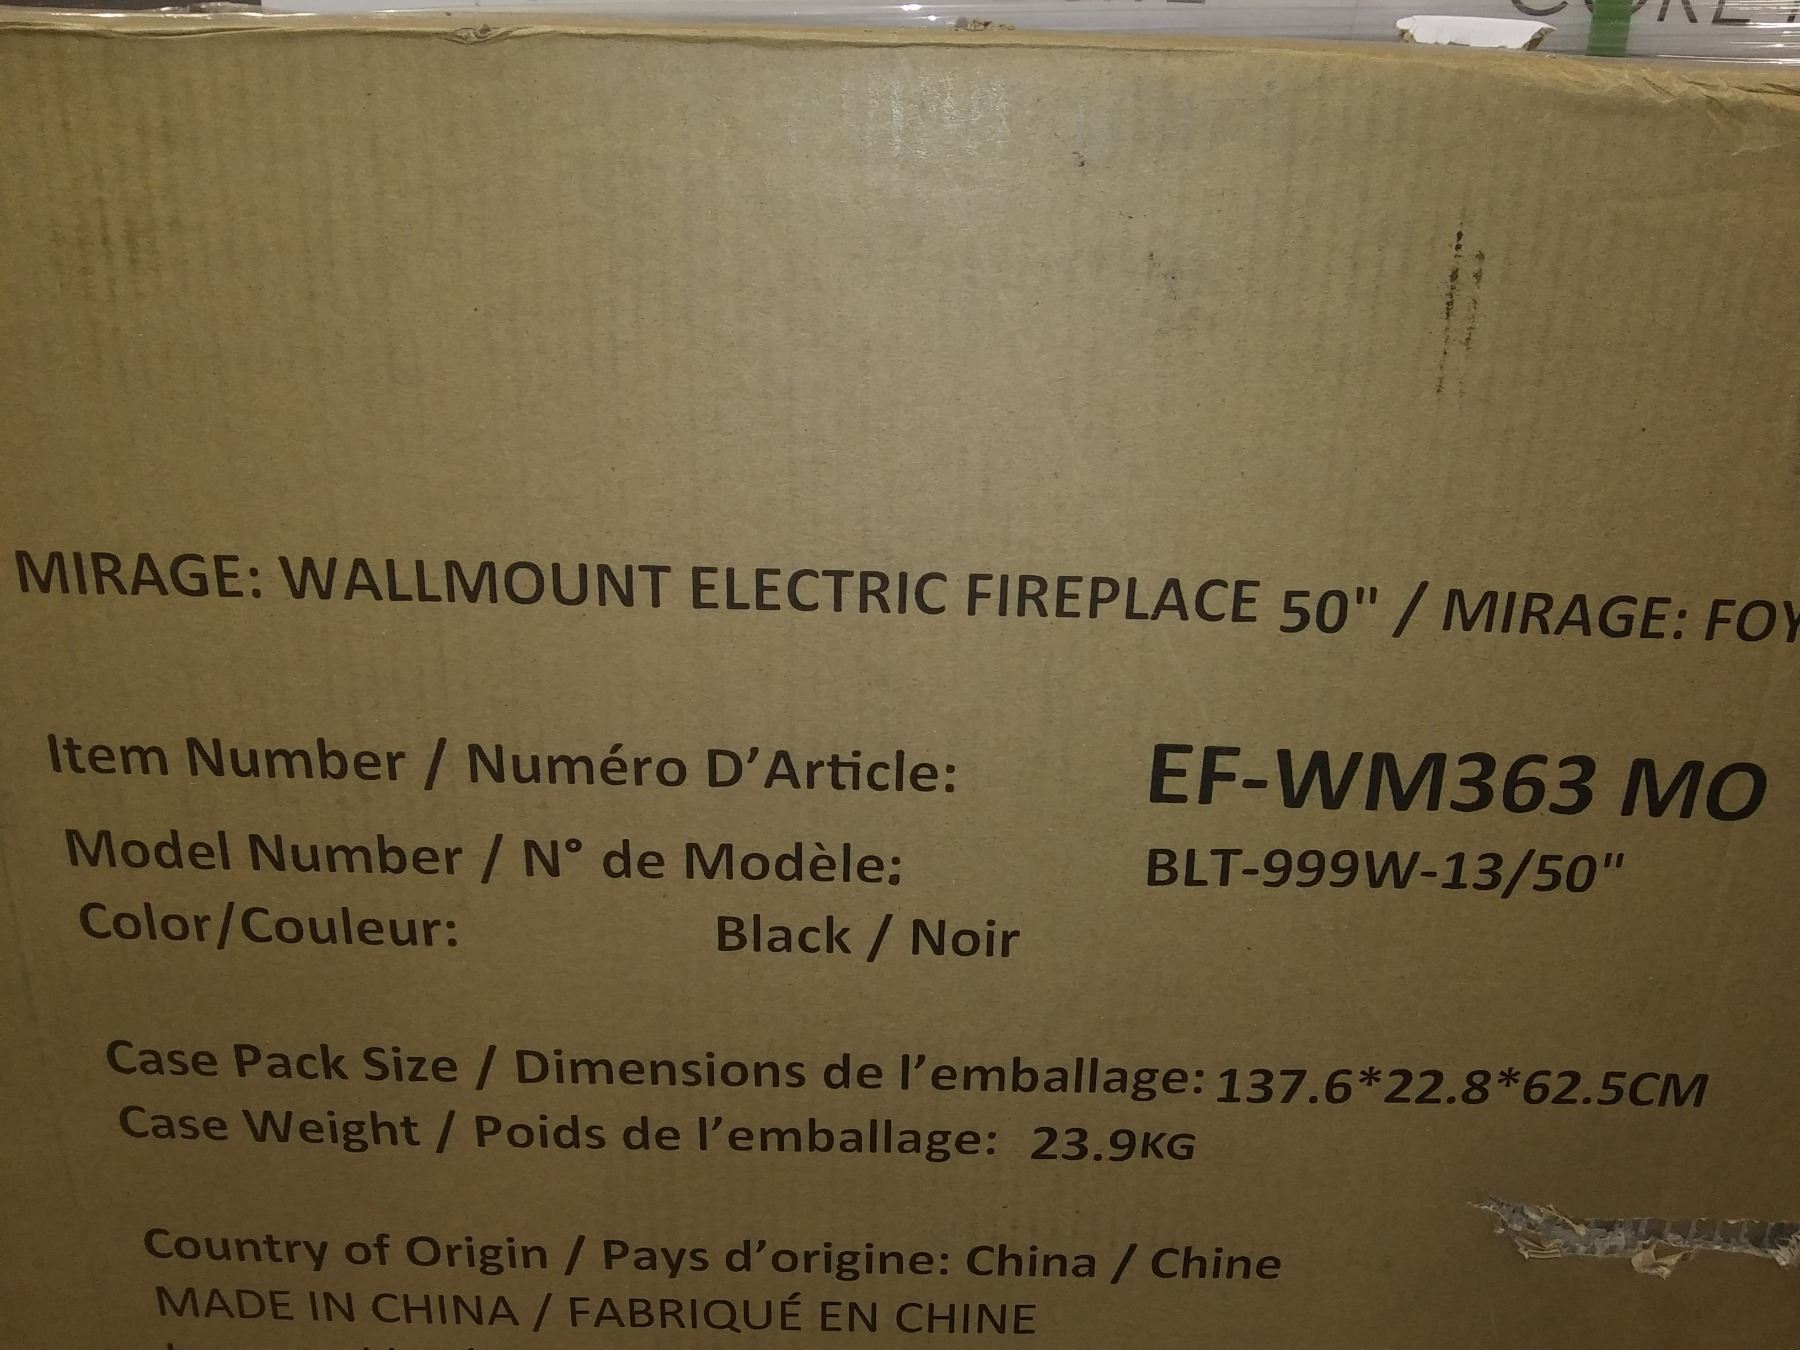 MIRAGE: WALLMOUNT ELECTRIC FIREPLACE 50" / MIRAGE: FOY
Item Number / Numéro D’Article: EF-WM363 MO
Model Number / N° de Modèle: BLT-999W-13/50"
Color/Couleur: Black / Noir
Case Pack Size / Dimensions de l’emballage: 137.6*22.8*62.5CM
Case Weight / Poids de l’emballage: 23.9KG
Country of Origin / Pays d’origine: China / Chine
MADE IN CHINA / FABRIQUÉ EN CHINE